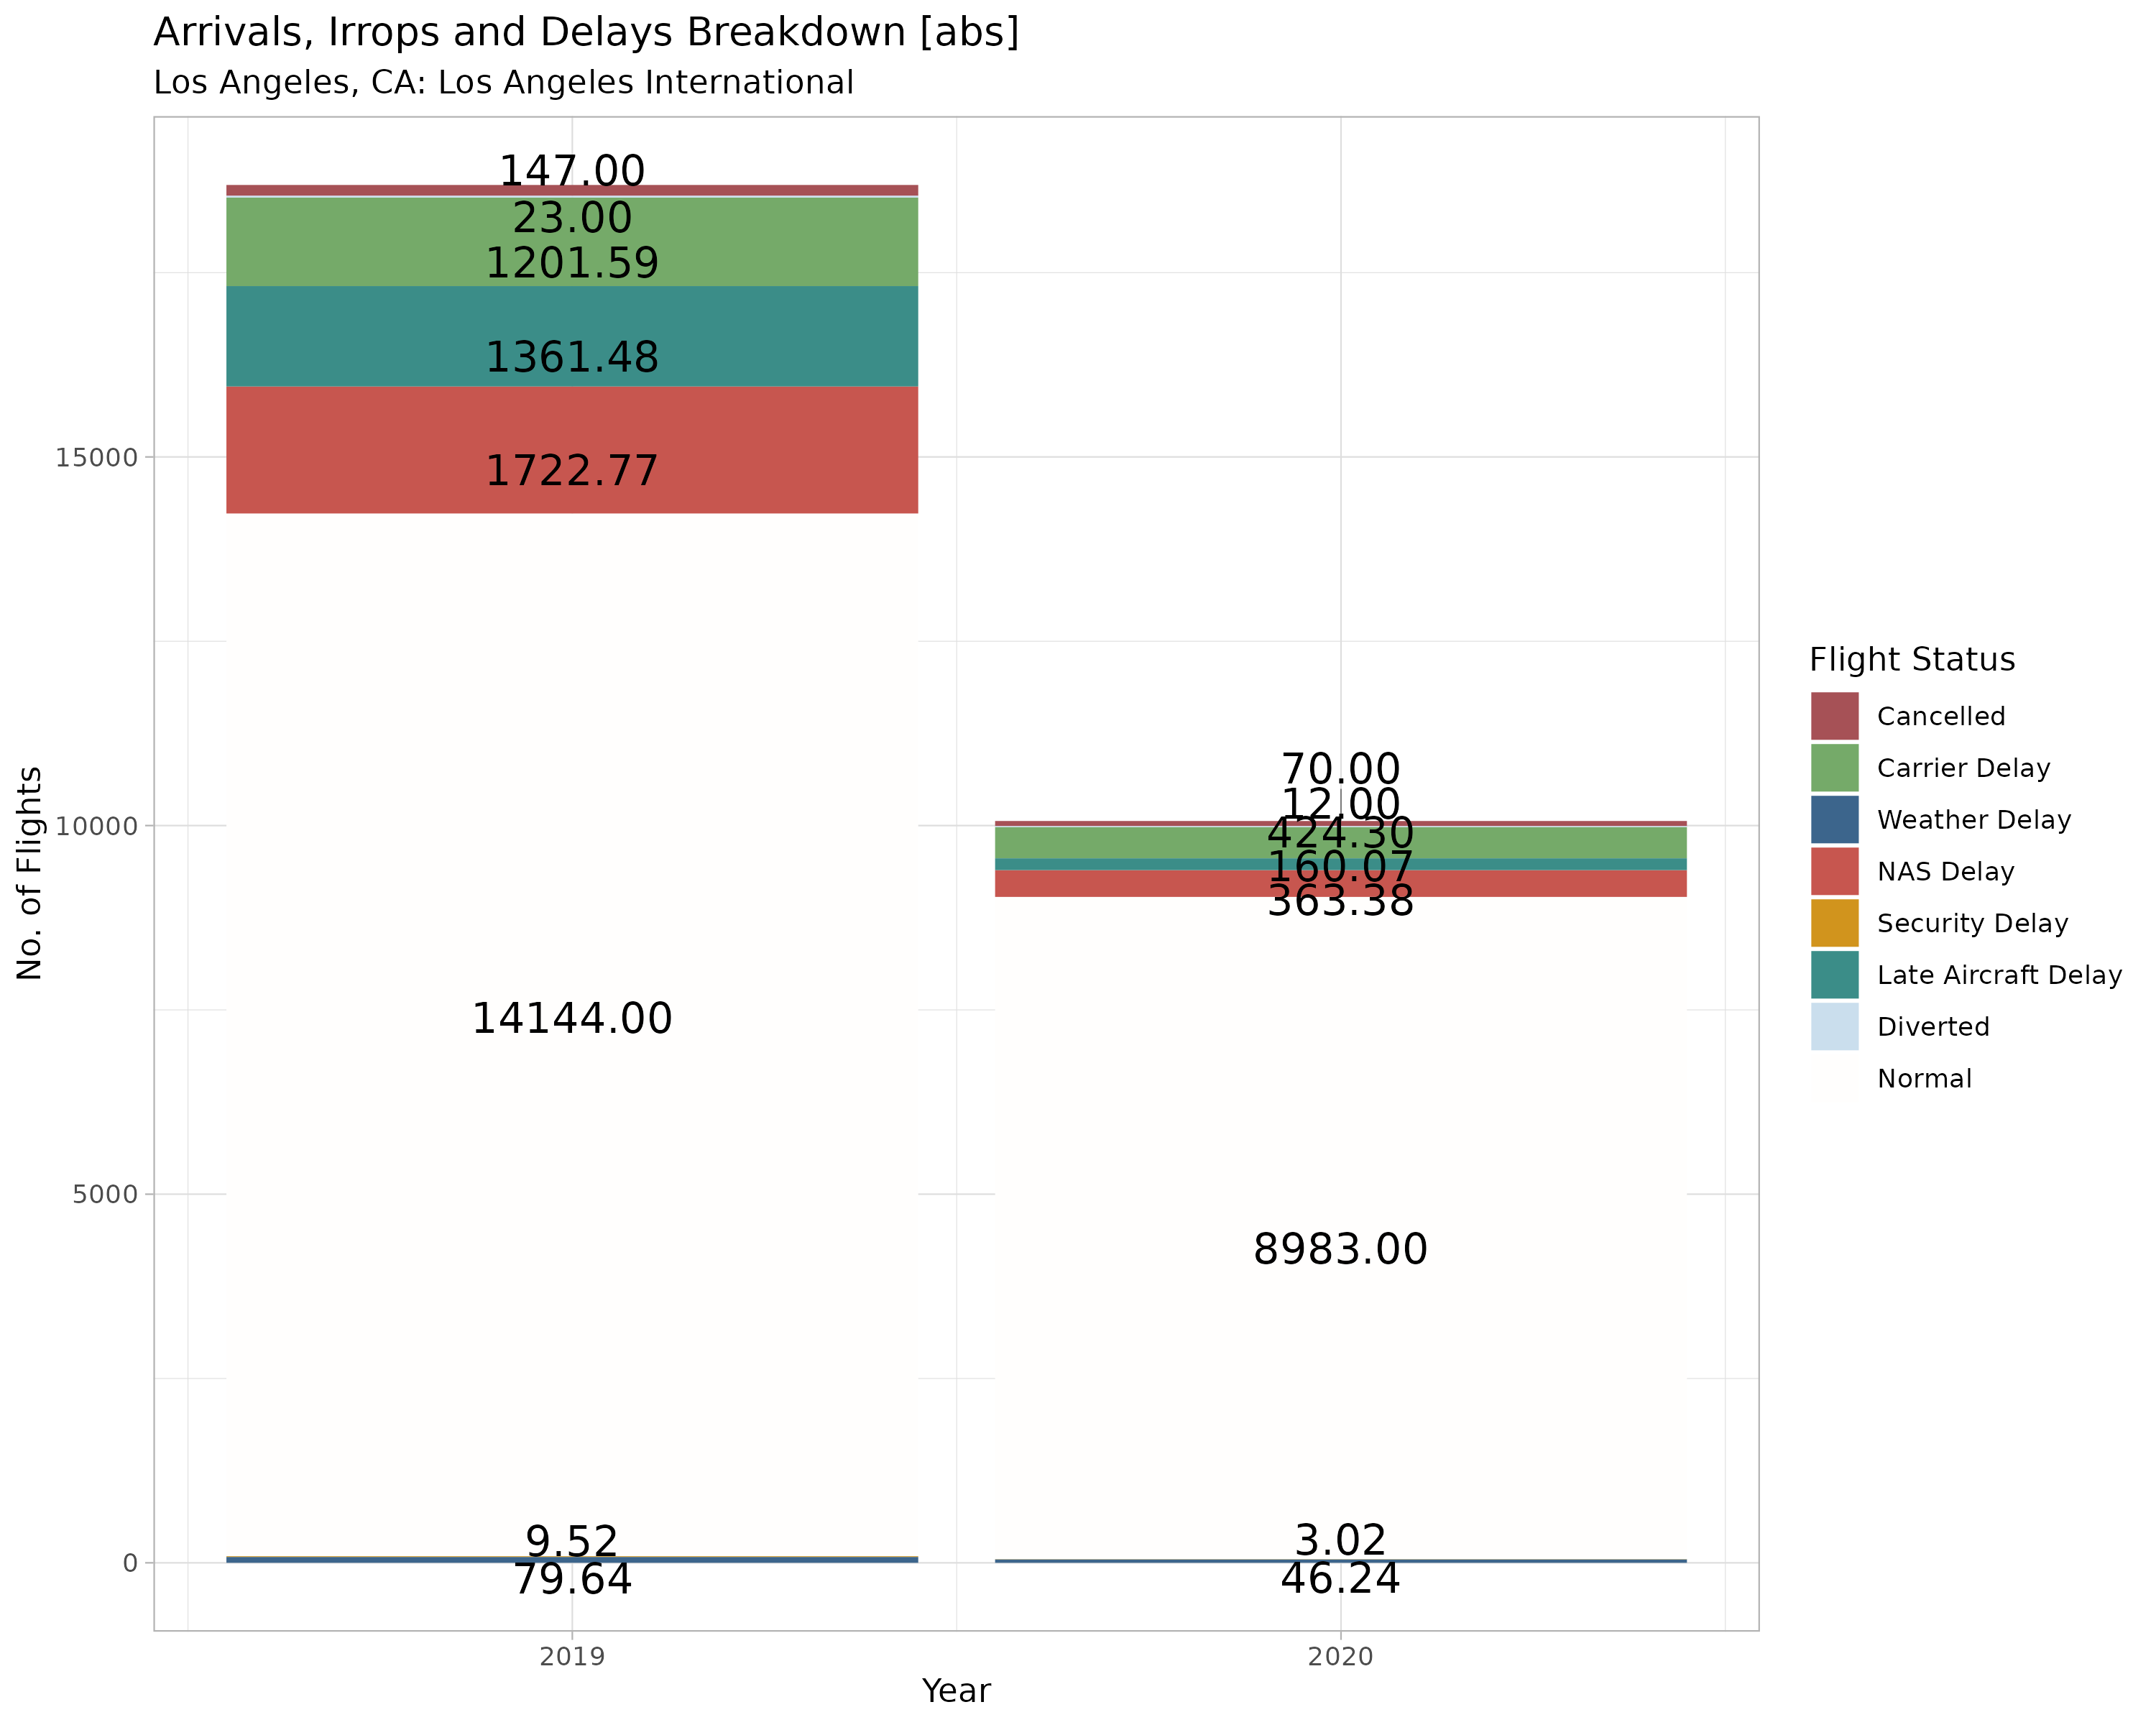 Arrivals, Irrops and Delays Breakdown [abs]
Los Angeles, CA: Los Angeles International
No. of Flights
15000
10000
5000
0
147.00
23.00
1201.59
1361.48
1722.77
14144.00
9.52
79.64
70.00
12.00
424.30
160.07
363.38
8983.00
3.02
46.24
2019
2020
Year
Flight Status
Cancelled
Carrier Delay
Weather Delay
NAS Delay
Security Delay
Late Aircraft Delay
Diverted
Normal